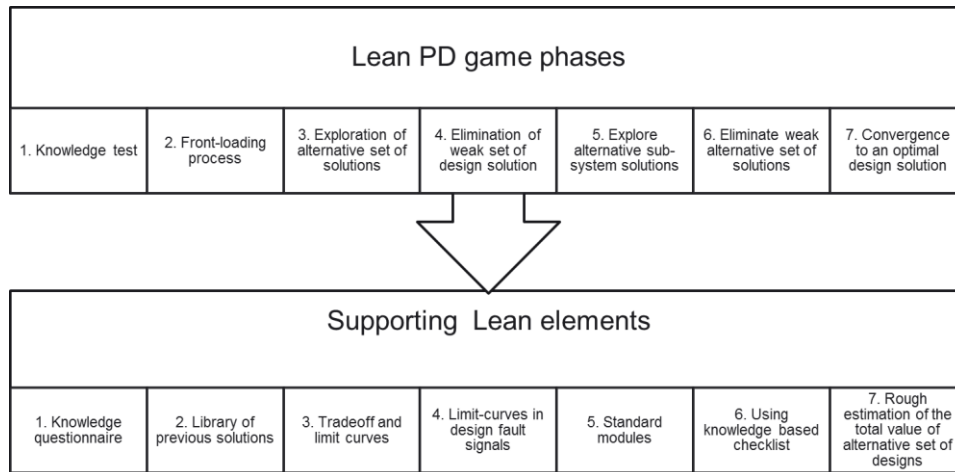 Lean PD game phases
1. Knowledge test
2. Front-loading
process
3. Exploration of
alternative set of
solutions
4. Elimination of
weak set of
design solution
5. Explore
alternative sub-
system solutions
6. Eliminate weak
alternative set of
solutions
7. Convergence
to an optimal
design solution
Supporting Lean elements
1. Knowledge
questionnaire
2. Library of
previous solutions
3. Tradeoff and
limit curves
4. Limit-curves in
design fault
signals
5. Standard
modules
6. Using
knowledge based
checklist
7. Rough
estimation of the
total value of
alternative set of
designs